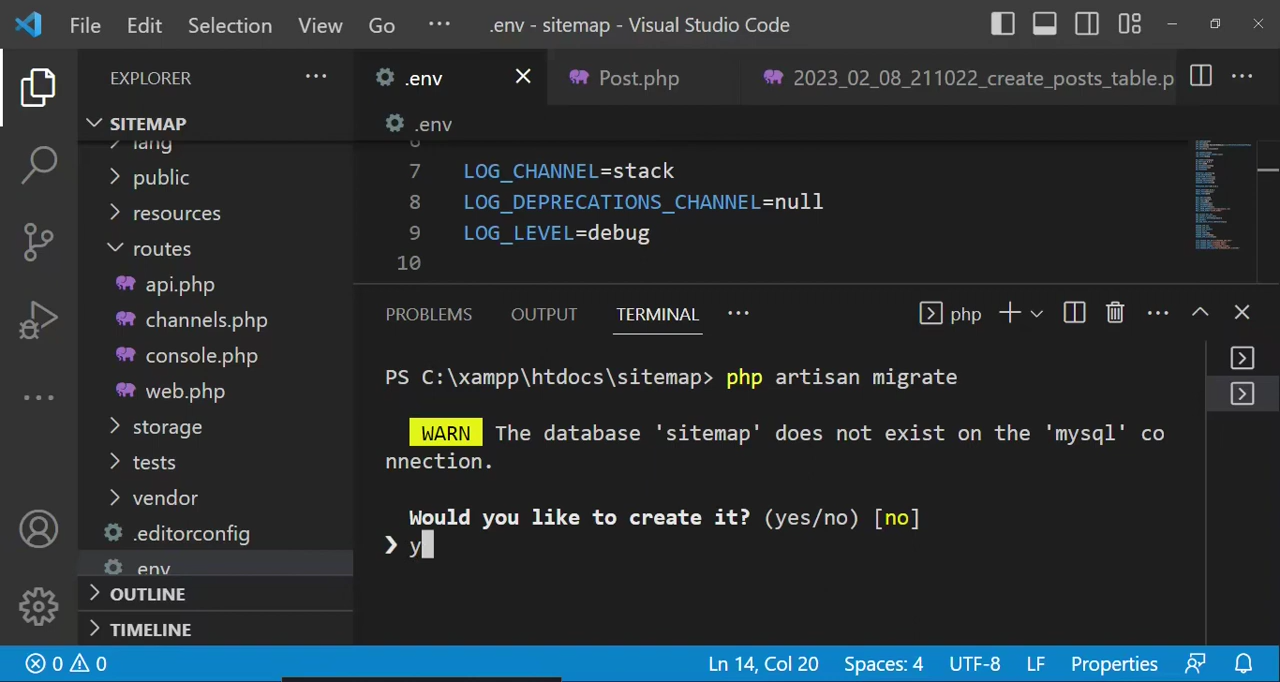 File Edit Selection View Go ··· .env - sitemap - Visual Studio Code
EXPLORER ···
SITEMAP
lang
public
resources
routes
api.php
channels.php
console.php
web.php
storage
tests
vendor
.editorconfig
.env
OUTLINE
TIMELINE
.env Post.php 2023_02_08_211022_create_posts_table.p ···
.env
6
7 LOG_CHANNEL=stack
8 LOG_DEPRECATIONS_CHANNEL=null
9 LOG_LEVEL=debug
10
PROBLEMS OUTPUT TERMINAL ··· php ···
PS C:\xampp\htdocs\sitemap> php artisan migrate
WARN The database 'sitemap' does not exist on the 'mysql' co
nnection.
Would you like to create it? (yes/no) [no]
❯ y
0 0 Ln 14, Col 20 Spaces: 4 UTF-8 LF Properties